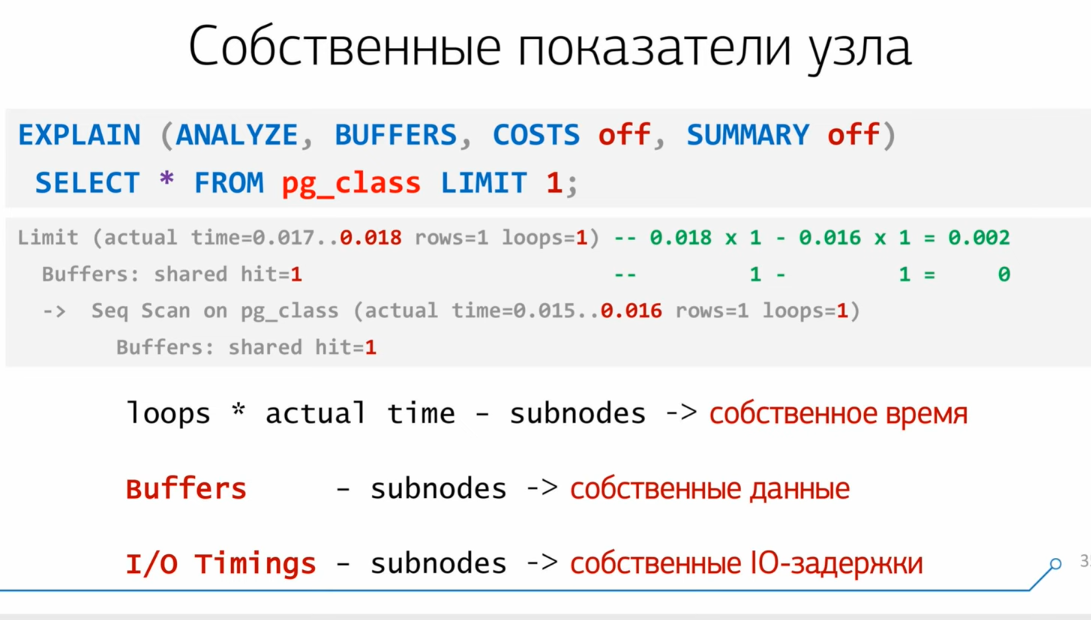 Собственные показатели узла
EXPLAIN (ANALYZE, BUFFERS, COSTS off, SUMMARY off)
SELECT * FROM pg_class LIMIT 1;
Limit (actual time=0.017..0.018 rows=1 loops=1) -- 0.018 x 1 - 0.016 x 1 = 0.002
Buffers: shared hit=1 -- 1 - 1 = 0
-> Seq Scan on pg_class (actual time=0.015..0.016 rows=1 loops=1)
Buffers: shared hit=1
loops * actual time - subnodes -> собственное время
Buffers - subnodes -> собственные данные
I/O Timings - subnodes -> собственные IO-задержки